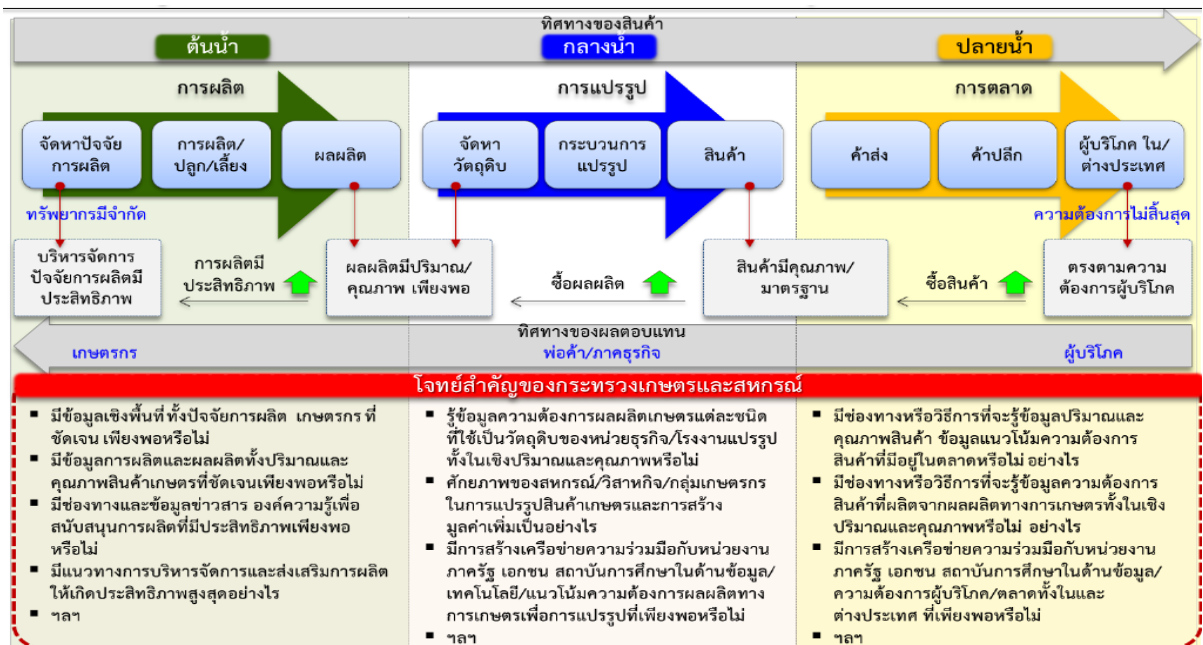 ทิศทางของสินค้า
ต้นน้ำ
กลางน้ำ
ปลายน้ำ
การผลิต
การแปรรูป
การตลาด
จัดหาปัจจัย
การผลิต
การผลิต/
ปลูก/เลี้ยง
ผลผลิต
จัดหา
วัตถุดิบ
กระบวนการ
แปรรูป
สินค้า
ค้าส่ง
ค้าปลีก
ผู้บริโภค ใน/
ต่างประเทศ
ทรัพยากรมีจำกัด
ความต้องการไม่สิ้นสุด
บริหารจัดการ
ปัจจัยการผลิตมี
ประสิทธิภาพ
การผลิตมี
ประสิทธิภาพ
ผลผลิตมีปริมาณ/
คุณภาพ เพียงพอ
ซื้อผลผลิต
สินค้ามีคุณภาพ/
มาตรฐาน
ซื้อสินค้า
ตรงตามความ
ต้องการผู้บริโภค
ทิศทางของผลตอบแทน
เกษตรกร
พ่อค้า/ภาคธุรกิจ
ผู้บริโภค
โจทย์สำคัญของกระทรวงเกษตรและสหกรณ์
▪ มีข้อมูลเชิงพื้นที่ ทั้งปัจจัยการผลิต เกษตรกร ที่
ชัดเจน เพียงพอหรือไม่
▪ มีข้อมูลการผลิตและผลผลิตทั้งปริมาณและ
คุณภาพสินค้าเกษตรที่ชัดเจนเพียงพอหรือไม่
▪ มีช่องทางและข้อมูลข่าวสาร องค์ความรู้เพื่อ
สนับสนุนการผลิตที่มีประสิทธิภาพเพียงพอ
หรือไม่
▪ มีแนวทางการบริหารจัดการและส่งเสริมการผลิต
ให้เกิดประสิทธิภาพสูงสุดอย่างไร
▪ ฯลฯ
▪ รู้ข้อมูลความต้องการผลผลิตเกษตรแต่ละชนิด
ที่ใช้เป็นวัตถุดิบของหน่วยธุรกิจ/โรงงานแปรรูป
ทั้งในเชิงปริมาณและคุณภาพหรือไม่
▪ ศักยภาพของสหกรณ์/วิสาหกิจ/กลุ่มเกษตรกร
ในการแปรรูปสินค้าเกษตรและการสร้าง
มูลค่าเพิ่มเป็นอย่างไร
▪ มีการสร้างเครือข่ายความร่วมมือกับหน่วยงาน
ภาครัฐ เอกชน สถาบันการศึกษาในด้านข้อมูล/
เทคโนโลยี/แนวโน้มความต้องการผลผลิตทาง
การเกษตรเพื่อการแปรรูปที่เพียงพอหรือไม่
▪ ฯลฯ
▪ มีช่องทางหรือวิธีการที่จะรู้ข้อมูลปริมาณและ
คุณภาพสินค้า ข้อมูลแนวโน้มความต้องการ
สินค้าที่มีอยู่ในตลาดหรือไม่ อย่างไร
▪ มีช่องทางหรือวิธีการที่จะรู้ข้อมูลความต้องการ
สินค้าที่ผลิตจากผลผลิตทางการเกษตรทั้งในเชิง
ปริมาณและคุณภาพหรือไม่ อย่างไร
▪ มีการสร้างเครือข่ายความร่วมมือกับหน่วยงาน
ภาครัฐ เอกชน สถาบันการศึกษาในด้านข้อมูล/
ความต้องการผู้บริโภค/ตลาดทั้งในและ
ต่างประเทศ ที่เพียงพอหรือไม่
▪ ฯลฯ